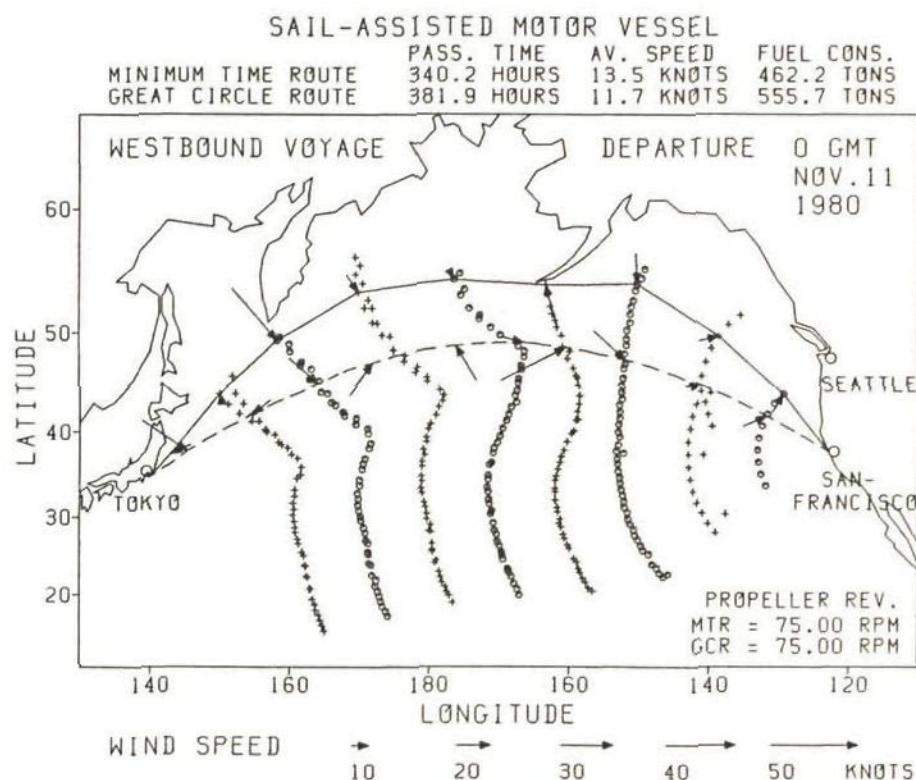 SAIL-ASSISTED MOTOR VESSEL
PASS. TIME AV. SPEED FUEL CONS.
MINIMUM TIME ROUTE 340.2 HOURS 13.5 KNOTS 462.2 TONS
GREAT CIRCLE ROUTE 381.9 HOURS 11.7 KNOTS 555.7 TONS
WESTBOUND VOYAGE DEPARTURE 0 GMT
NOV.11
1980
60
50
40
30
20
LATITUDE
SEATTLE
SAN-
FRANCISCO
TOKYO
PROPELLER REV.
MTR = 75.00 RPM
GCR = 75.00 RPM
140 160 180 160 140 120
LONGITUDE
WIND SPEED
10 20 30 40 50 KNOTS